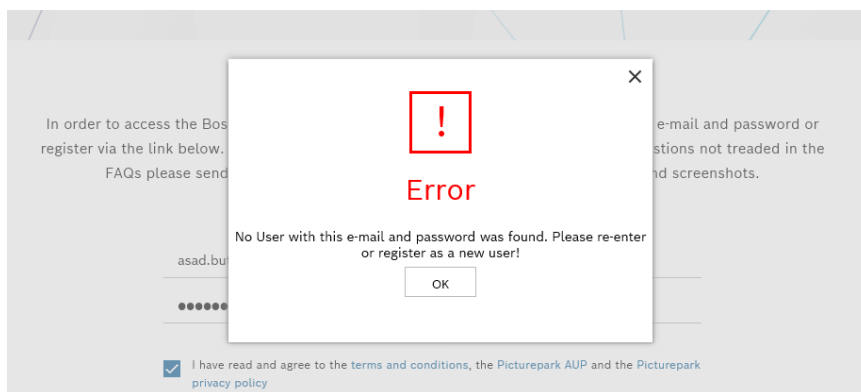 In order to access the Bos e-mail and password or
register via the link below. stions not treaded in the
FAQs please send nd screenshots.
!
Error
No User with this e-mail and password was found. Please re-enter
or register as a new user!
OK
asad.bu
I have read and agree to the terms and conditions, the Picturepark AUP and the Picturepark
privacy policy